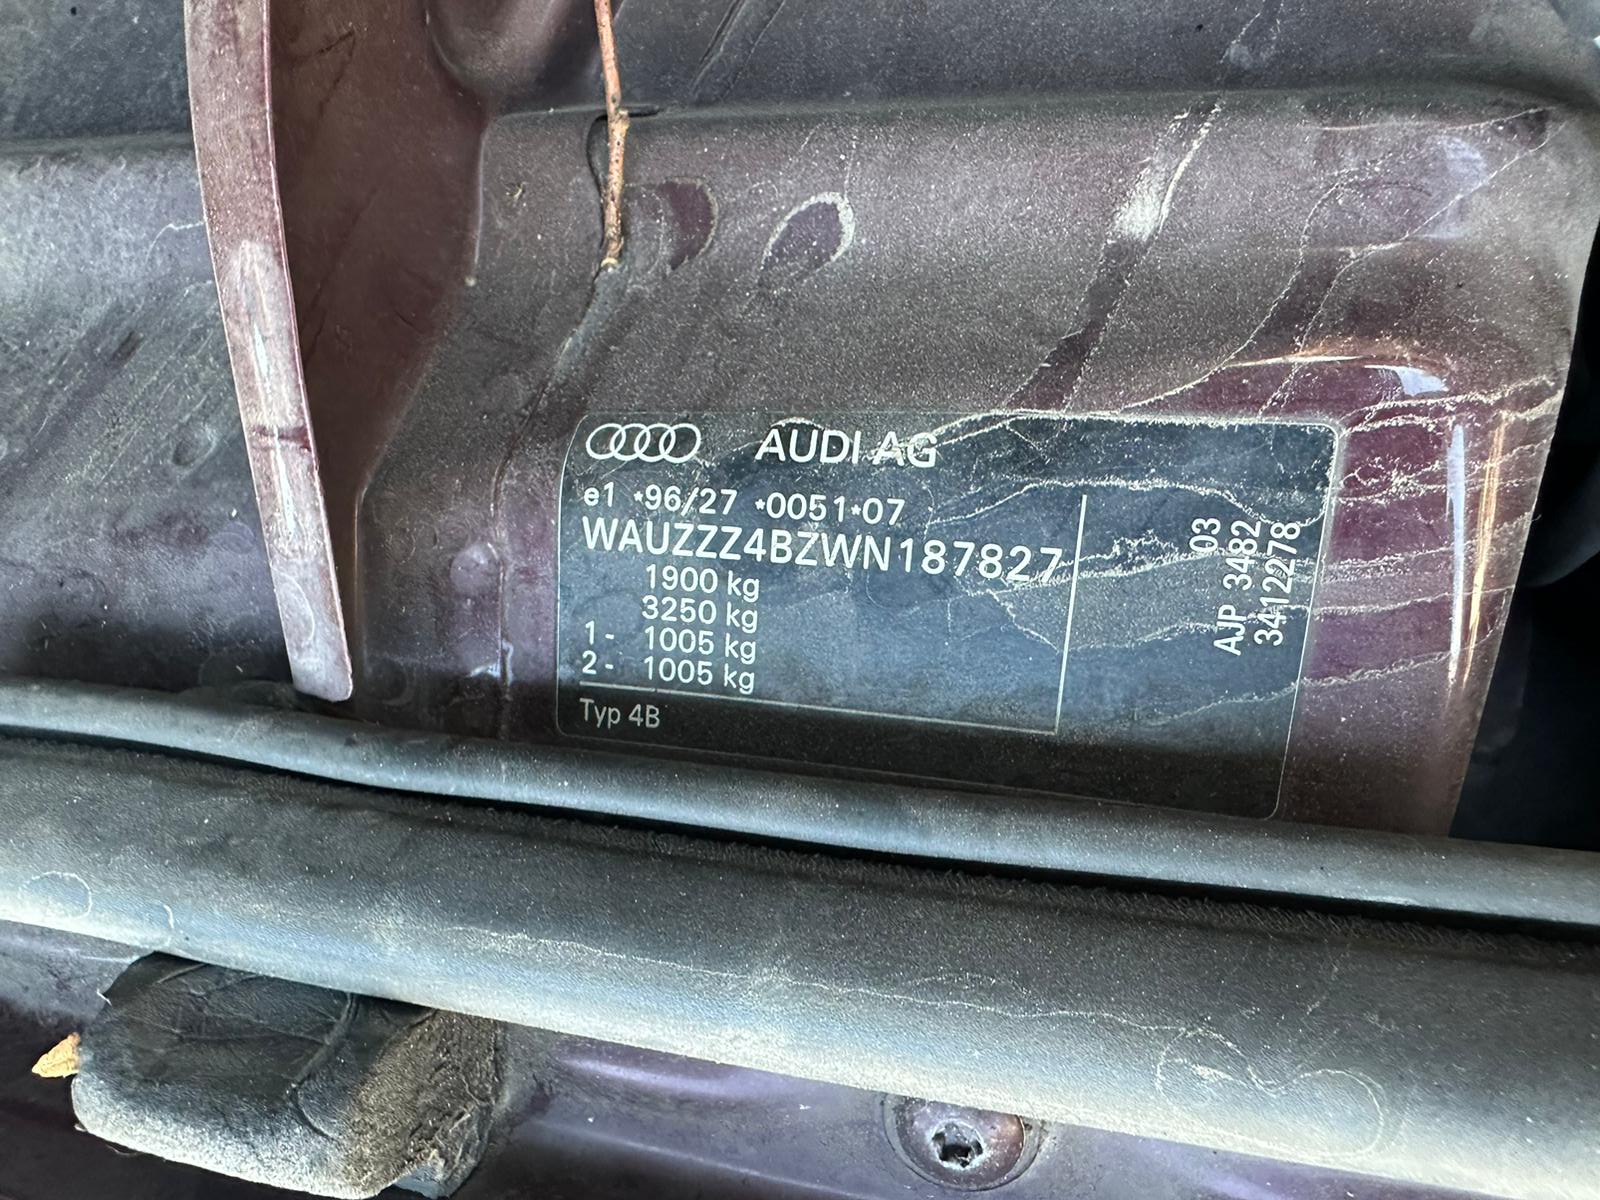 AUDI AG
e1 *96/27 *0051*07
WAUZZZ4BZWN187827
1900 kg
3250 kg
1- 1005 kg
2- 1005 kg
Typ 4B
03
AJP 3482
3412278